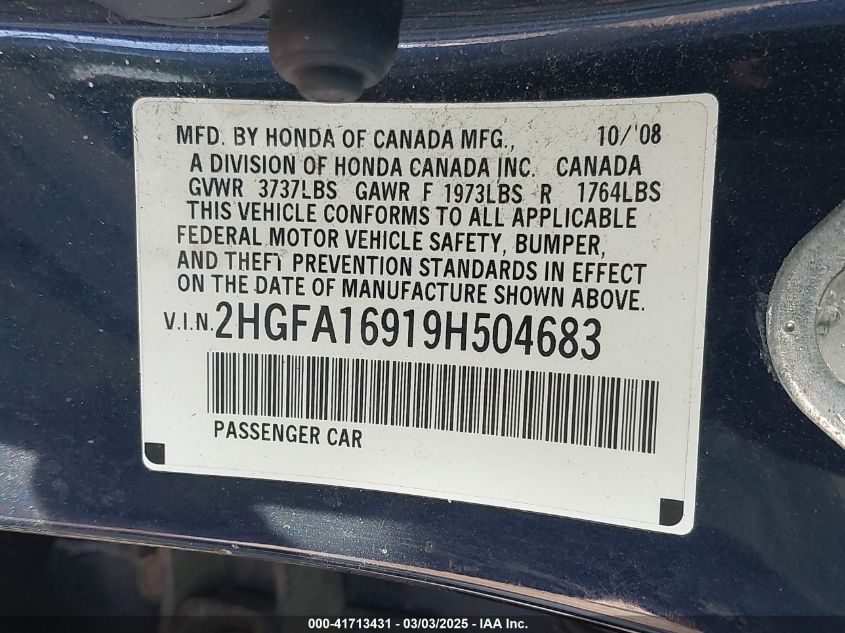 MFD. BY HONDA OF CANADA MFG., 10/'08
A DIVISION OF HONDA CANADA INC. CANADA
GVWR 3737LBS GAWR F 1973LBS R 1764LBS
THIS VEHICLE CONFORMS TO ALL APPLICABLE
FEDERAL MOTOR VEHICLE SAFETY, BUMPER,
AND THEFT PREVENTION STANDARDS IN EFFECT
ON THE DATE OF MANUFACTURE SHOWN ABOVE.
V.I.N. 2HGFA16919H504683
PASSENGER CAR
000-41713431 - 03/03/2025 - IAA Inc.